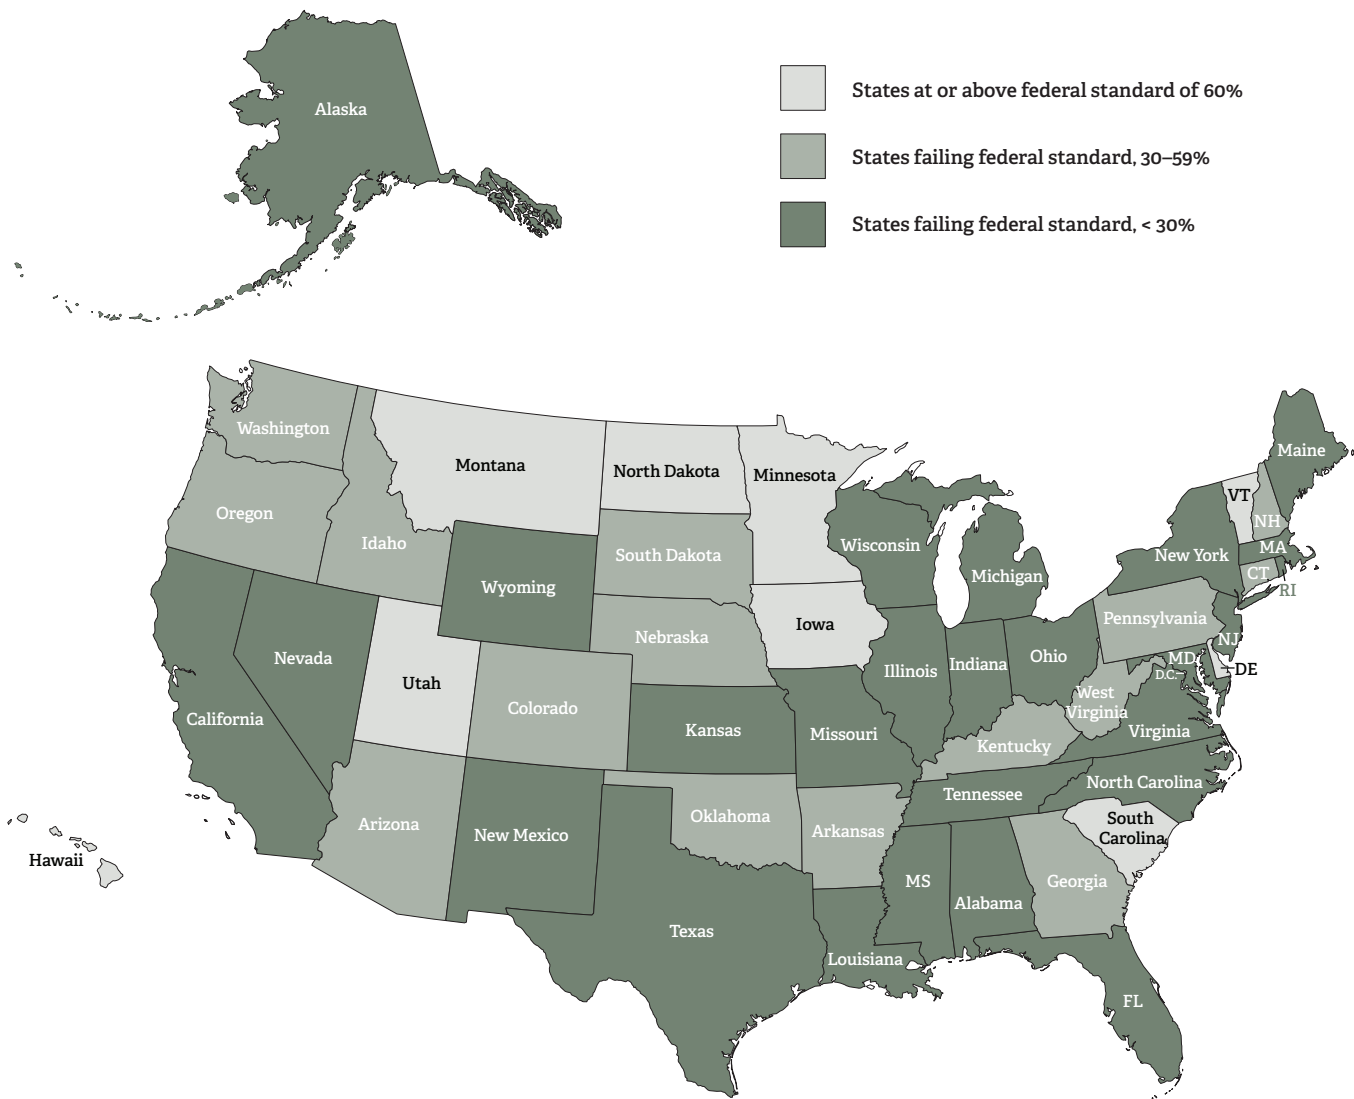 Alaska
States at or above federal standard of 60%
States failing federal standard, 30–59%
States failing federal standard, < 30%
Washington
Montana
North Dakota
Minnesota
Maine
VT
Oregon
Idaho
South Dakota
Wisconsin
Michigan
New York
NH
MA
CT
RI
Wyoming
Iowa
Nebraska
Pennsylvania
NJ
Nevada
Utah
Colorado
Illinois
Indiana
Ohio
MD
DE
D.C.
West
Virginia
California
Kansas
Missouri
Kentucky
Virginia
Arizona
New Mexico
Oklahoma
Arkansas
Tennessee
North Carolina
South
Carolina
Hawaii
MS
Alabama
Georgia
Texas
Louisiana
FL